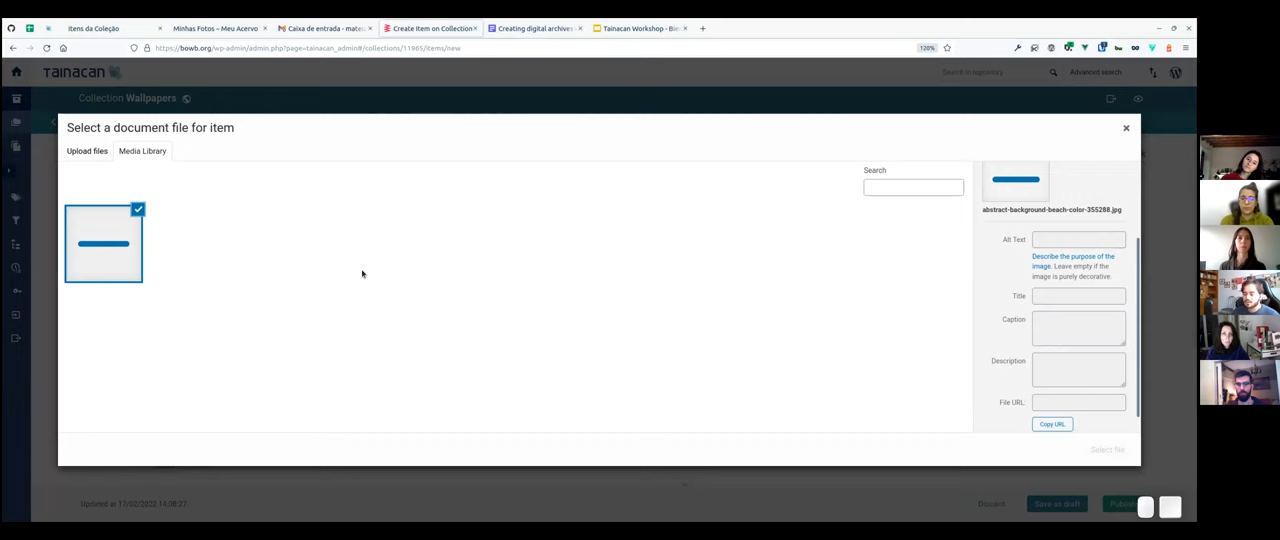 Itens da Coleção
Minhas Fotos – Meu Acervo
Caixa de entrada - matei
Create Item on Collection
Creating digital archives -
Tainacan Workshop - Bie
https://bowb.org/wp-admin/admin.php?page=tainacan_admin#/collections/11965/items/new
120%
tainacan
Search in repository
Advanced search
Collection Wallpapers
Select a document file for item
Upload files
Media Library
Search
abstract-background-beach-color-355288.jpg
Alt Text
Describe the purpose of the
image. Leave empty if the
image is purely decorative.
Title
Caption
Description
File URL:
Copy URL
Select file
Updated at 17/02/2022 14:08:27
Discard
Save as draft
Publish